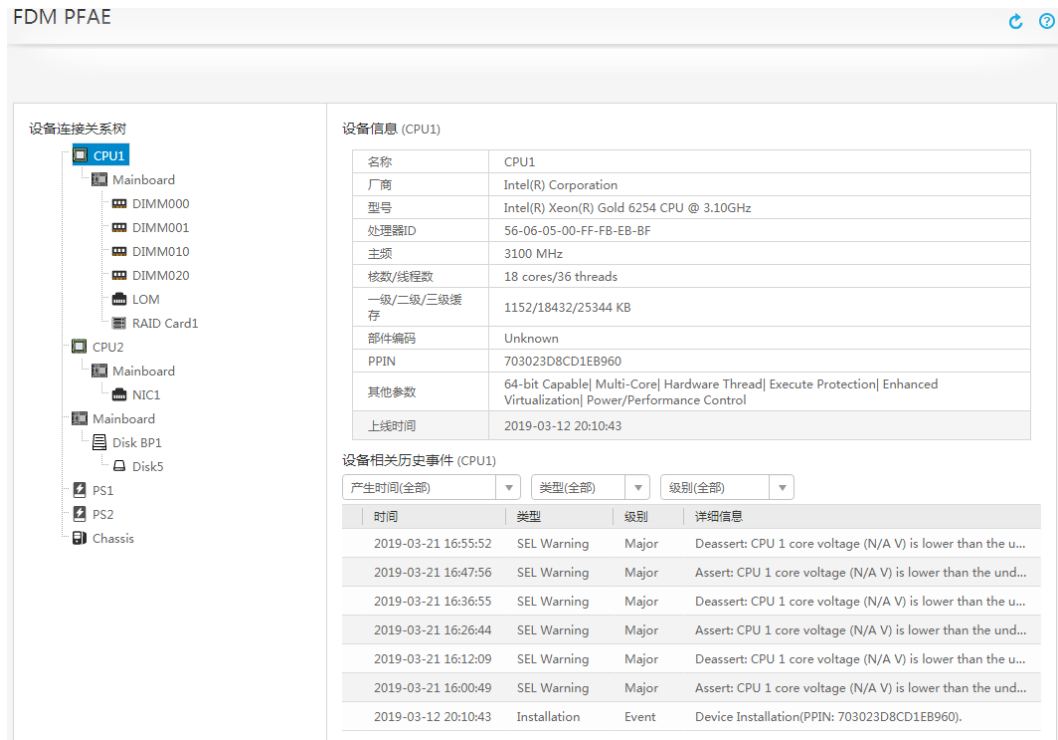 FDM PFAE
设备连接关系树
CPU1
Mainboard
DIMM000
DIMM001
DIMM010
DIMM020
LOM
RAID Card1
CPU2
Mainboard
NIC1
Mainboard
Disk BP1
Disk5
PS1
PS2
Chassis
设备信息 (CPU1)
名称 CPU1
厂商 Intel(R) Corporation
型号 Intel(R) Xeon(R) Gold 6254 CPU @ 3.10GHz
处理器ID 56-06-05-00-FF-FB-EB-BF
主频 3100 MHz
核数/线程数 18 cores/36 threads
一级/二级/三级缓
存 1152/18432/25344 KB
部件编码 Unknown
PPIN 703023D8CD1EB960
其他参数 64-bit Capable| Multi-Core| Hardware Thread| Execute Protection| Enhanced
Virtualization| Power/Performance Control
上线时间 2019-03-12 20:10:43
设备相关历史事件 (CPU1)
产生时间(全部) 类型(全部) 级别(全部)
时间 类型 级别 详细信息
2019-03-21 16:55:52 SEL Warning Major Deassert: CPU 1 core voltage (N/A V) is lower than the u...
2019-03-21 16:47:56 SEL Warning Major Assert: CPU 1 core voltage (N/A V) is lower than the und...
2019-03-21 16:36:55 SEL Warning Major Deassert: CPU 1 core voltage (N/A V) is lower than the u...
2019-03-21 16:26:44 SEL Warning Major Assert: CPU 1 core voltage (N/A V) is lower than the und...
2019-03-21 16:12:09 SEL Warning Major Deassert: CPU 1 core voltage (N/A V) is lower than the u...
2019-03-21 16:00:49 SEL Warning Major Assert: CPU 1 core voltage (N/A V) is lower than the und...
2019-03-12 20:10:43 Installation Event Device Installation(PPIN: 703023D8CD1EB960).